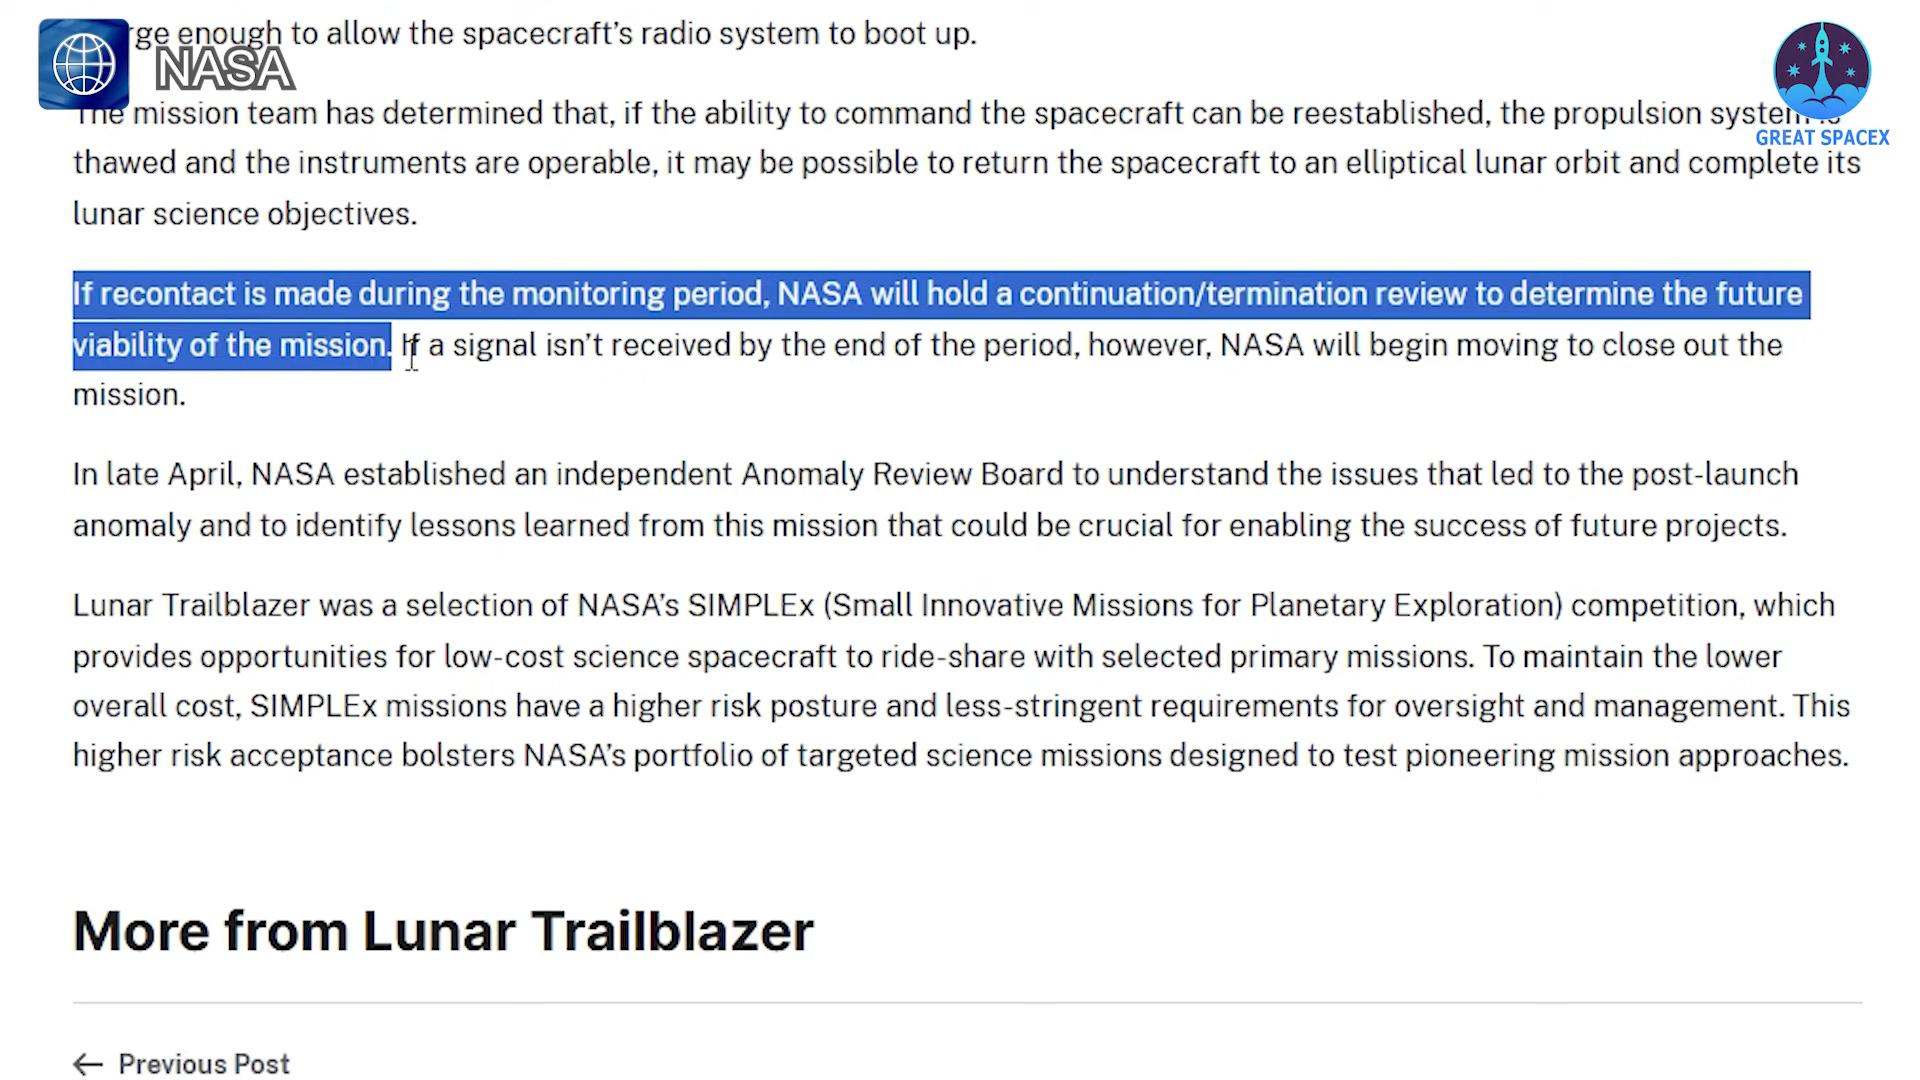 rge enough to allow the spacecraft's radio system to boot up.
NASA
GREAT SPACEX
The mission team has determined that, if the ability to command the spacecraft can be reestablished, the propulsion system is
thawed and the instruments are operable, it may be possible to return the spacecraft to an elliptical lunar orbit and complete its
lunar science objectives.
If recontact is made during the monitoring period, NASA will hold a continuation/termination review to determine the future
viability of the mission. If a signal isn't received by the end of the period, however, NASA will begin moving to close out the
mission.
In late April, NASA established an independent Anomaly Review Board to understand the issues that led to the post-launch
anomaly and to identify lessons learned from this mission that could be crucial for enabling the success of future projects.
Lunar Trailblazer was a selection of NASA's SIMPLEx (Small Innovative Missions for Planetary Exploration) competition, which
provides opportunities for low-cost science spacecraft to ride-share with selected primary missions. To maintain the lower
overall cost, SIMPLEx missions have a higher risk posture and less-stringent requirements for oversight and management. This
higher risk acceptance bolsters NASA's portfolio of targeted science missions designed to test pioneering mission approaches.
More from Lunar Trailblazer
← Previous Post